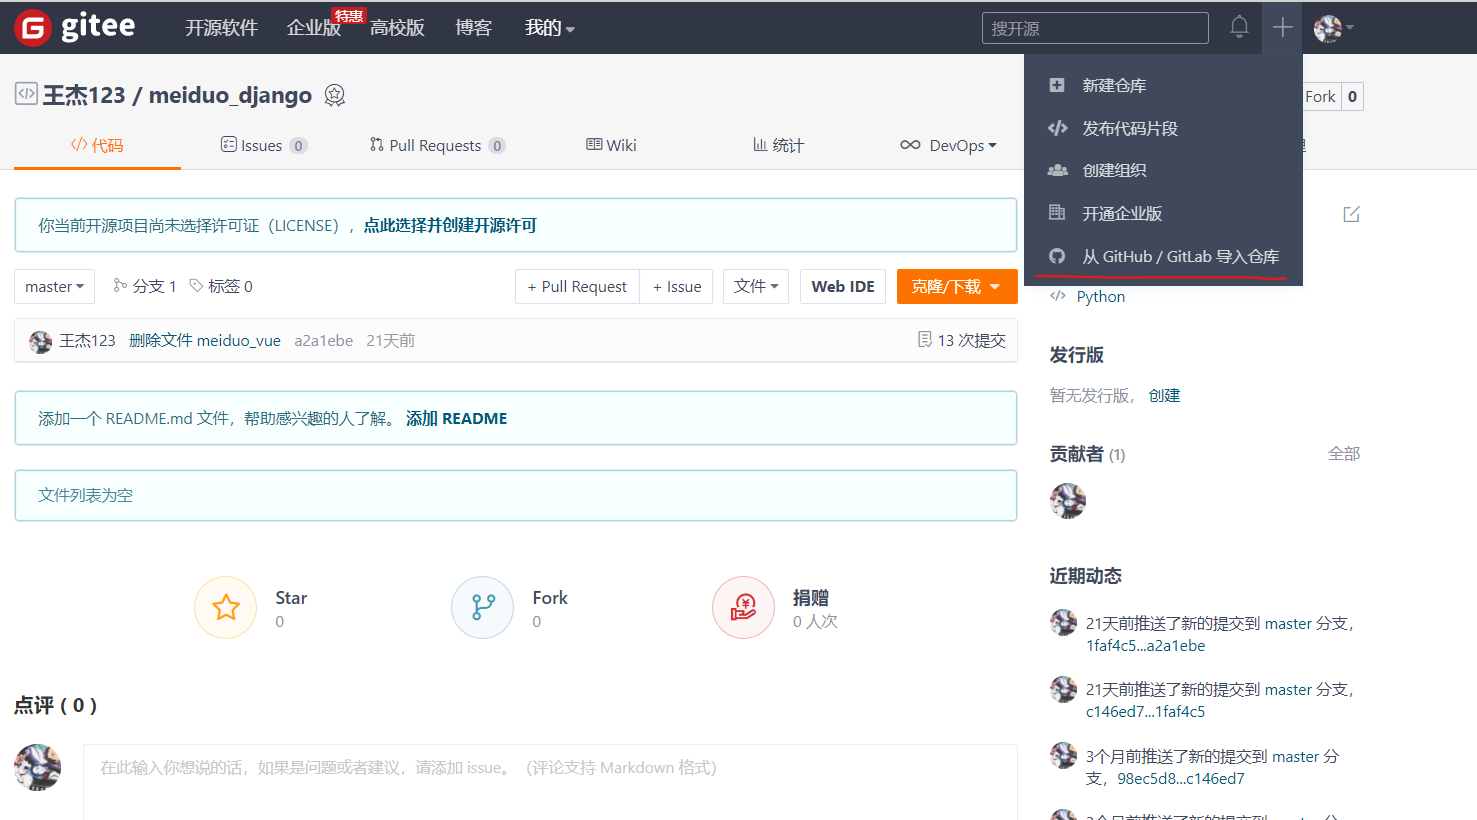 gitee 开源软件 企业版 特惠 高校版 博客 我的 搜开源
王杰123 / meiduo_django
Fork 0
代码 Issues 0 Pull Requests 0 Wiki 统计 DevOps
新建仓库
发布代码片段
创建组织
开通企业版
从 GitHub / GitLab 导入仓库
你当前开源项目尚未选择许可证（LICENSE），点此选择并创建开源许可
master 分支 1 标签 0 + Pull Request + Issue 文件 Web IDE 克隆/下载
王杰123 删除文件 meiduo_vue a2a1ebe 21天前 13 次提交
添加一个 README.md 文件，帮助感兴趣的人了解。 添加 README
文件列表为空
Star
0
Fork
0
捐赠
0 人次
点评 ( 0 )
在此输入你想说的话，如果是问题或者建议，请添加 issue。 （评论支持 Markdown 格式）
Python
发行版
暂无发行版， 创建
贡献者 (1) 全部
近期动态
21天前推送了新的提交到 master 分支，
1faf4c5...a2a1ebe
21天前推送了新的提交到 master 分支，
c146ed7...1faf4c5
3个月前推送了新的提交到 master 分
支，98ec5d8...c146ed7